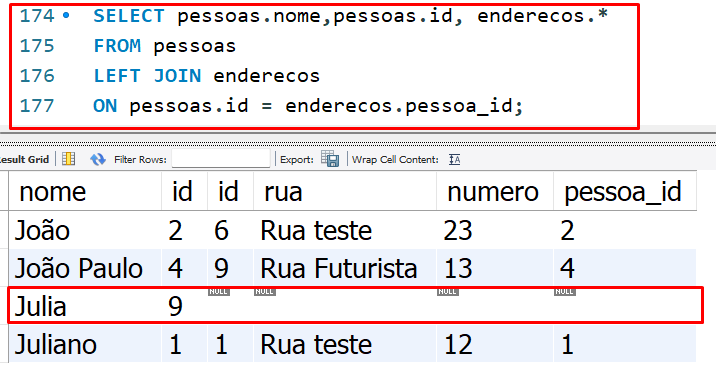 174 SELECT pessoas.nome,pessoas.id, enderecos.*
175 FROM pessoas
176 LEFT JOIN enderecos
177 ON pessoas.id = enderecos.pessoa_id;
esult Grid Filter Rows: Export: Wrap Cell Content: IA
nome id id rua numero pessoa_id
João 2 6 Rua teste 23 2
João Paulo 4 9 Rua Futurista 13 4
Julia 9 NULL NULL NULL NULL
Juliano 1 1 Rua teste 12 1